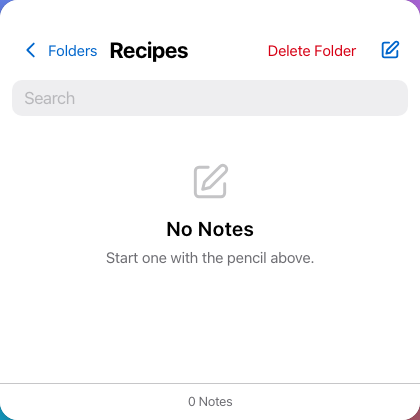 Folders Recipes Delete Folder
Search
No Notes
Start one with the pencil above.
0 Notes